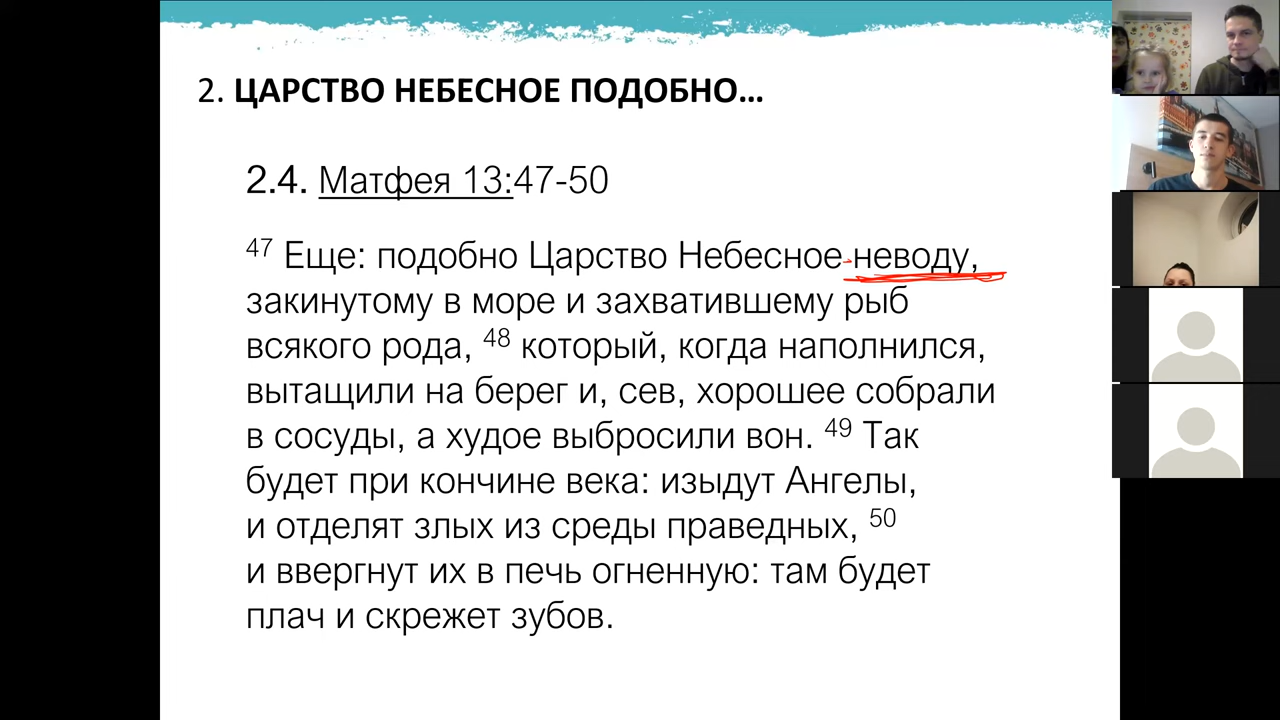 2. ЦАРСТВО НЕБЕСНОЕ ПОДОБНО...
2.4. Матфея 13:47-50
47 Еще: подобно Царство Небесное неводу,
закинутому в море и захватившему рыб
всякого рода, 48 который, когда наполнился,
вытащили на берег и, сев, хорошее собрали
в сосуды, а худое выбросили вон. 49 Так
будет при кончине века: изыдут Ангелы,
и отделят злых из среды праведных, 50
и ввергнут их в печь огненную: там будет
плач и скрежет зубов.